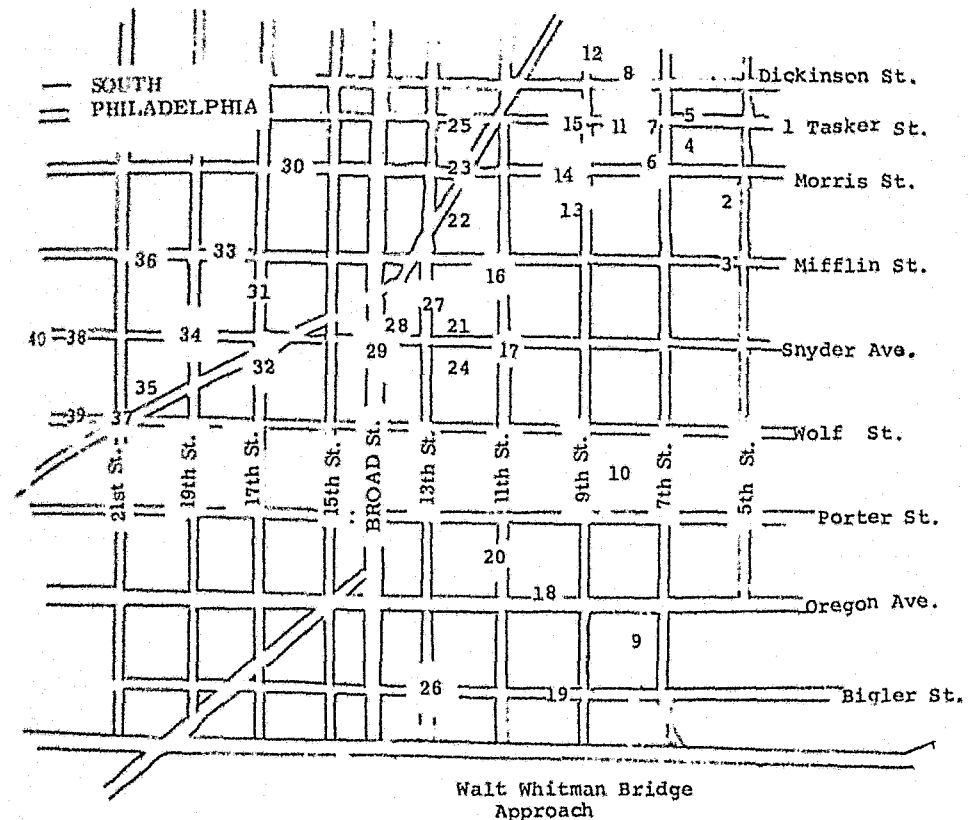 12
8
Dickinson St.
SOUTH
PHILADELPHIA
25
15
11
7
5
1 Tasker St.
4
30
23
14
6
Morris St.
22
13
2
36
33
16
3
Mifflin St.
31
27
28
21
40
38
34
29
17
Snyder Ave.
32
24
35
39
37
Wolf St.
21st St.
19th St.
17th St.
15th St.
BROAD St.
13th St.
11th St.
9th St.
7th St.
5th St.
10
Porter St.
20
18
Oregon Ave.
9
26
19
Bigler St.
Walt Whitman Bridge
Approach